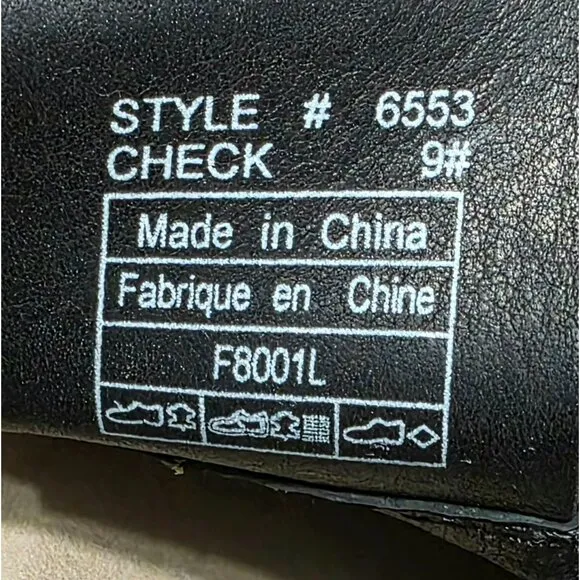 STYLE # 6553
CHECK 9#
Made in China
Fabrique en Chine
F8001L